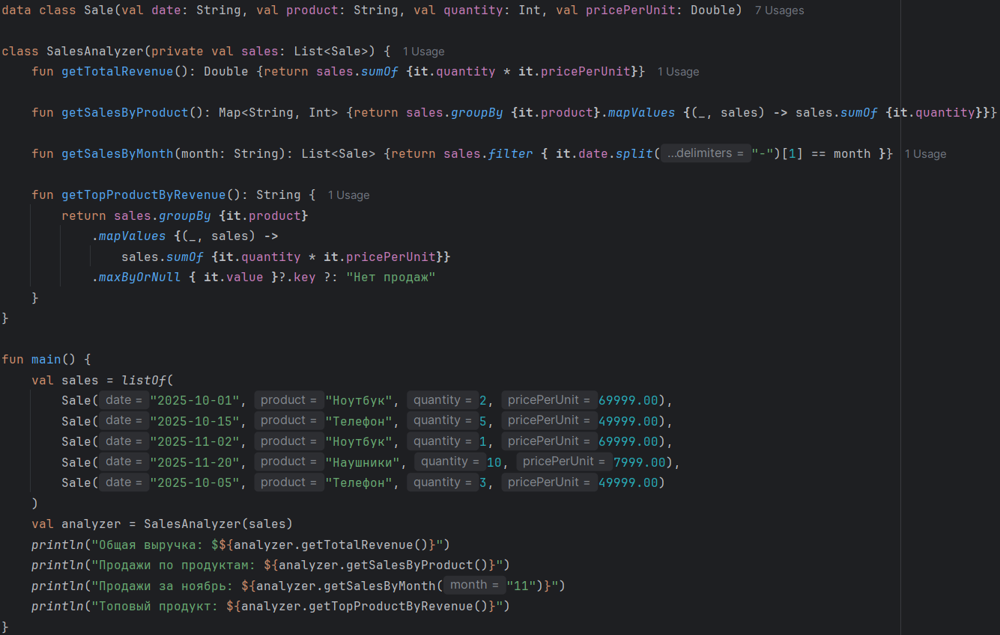 data class Sale(val date: String, val product: String, val quantity: Int, val pricePerUnit: Double) 7 Usages
class SalesAnalyzer(private val sales: List<Sale>) { 1 Usage
fun getTotalRevenue(): Double {return sales.sumOf {it.quantity * it.pricePerUnit}} 1 Usage
fun getSalesByProduct(): Map<String, Int> {return sales.groupBy {it.product}.mapValues {(_, sales) -> sales.sumOf {it.quantity}}}
fun getSalesByMonth(month: String): List<Sale> {return sales.filter { it.date.split( ...delimiters = "-")[1] == month }} 1 Usage
fun getTopProductByRevenue(): String { 1 Usage
return sales.groupBy {it.product}
.mapValues {(_, sales) ->
sales.sumOf {it.quantity * it.pricePerUnit}}
.maxByOrNull { it.value }?.key ?: "Нет продаж"
}
}
fun main() {
val sales = listOf(
Sale( date = "2025-10-01", product = "Ноутбук", quantity = 2, pricePerUnit = 69999.00),
Sale( date = "2025-10-15", product = "Телефон", quantity = 5, pricePerUnit = 49999.00),
Sale( date = "2025-11-02", product = "Ноутбук", quantity = 1, pricePerUnit = 69999.00),
Sale( date = "2025-11-20", product = "Наушники", quantity = 10, pricePerUnit = 7999.00),
Sale( date = "2025-10-05", product = "Телефон", quantity = 3, pricePerUnit = 49999.00)
)
val analyzer = SalesAnalyzer(sales)
println("Общая выручка: $${analyzer.getTotalRevenue()}")
println("Продажи по продуктам: ${analyzer.getSalesByProduct()}")
println("Продажи за ноябрь: ${analyzer.getSalesByMonth( month = "11")}")
println("Топовый продукт: ${analyzer.getTopProductByRevenue()}")
}